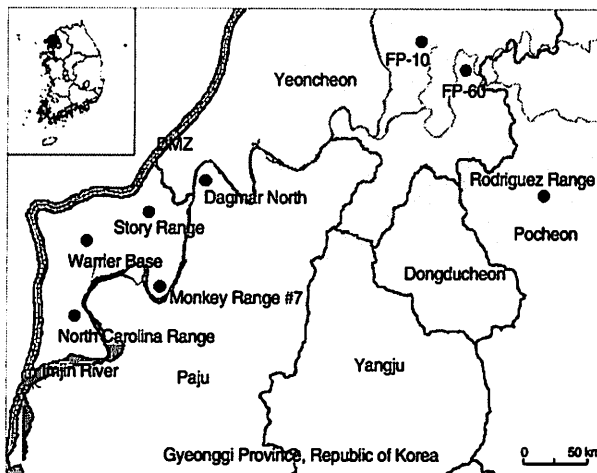 FP-10
Yeoncheon
FP-60
DMZ
Rodriguez Range
Dagmar North
Story Range
Pocheon
Warrier Base
Dongducheon
Monkey Range #7
North Carolina Range
Imjin River
Yangju
Paju
Gyeonggi Province, Republic of Korea
0 50 km